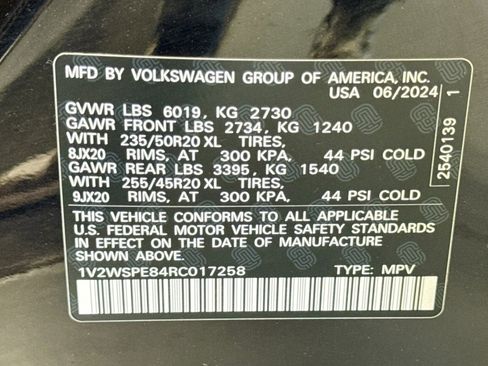 MFD BY VOLKSWAGEN GROUP OF AMERICA, INC.
USA 06/2024
GVWR LBS 6019, KG 2730
GAWR FRONT LBS 2734, KG 1240
WITH 235/50R20 XL TIRES,
8JX20 RIMS, AT 300 KPA, 44 PSI COLD
GAWR REAR LBS 3395, KG 1540
WITH 255/45R20 XL TIRES,
9JX20 RIMS, AT 300 KPA, 44 PSI COLD
THIS VEHICLE CONFORMS TO ALL APPLICABLE
U.S. FEDERAL MOTOR VEHICLE SAFETY STANDARDS
IN EFFECT ON THE DATE OF MANUFACTURE
SHOWN ABOVE.
1V2WSPE84RC017258 TYPE: MPV
2540139 1